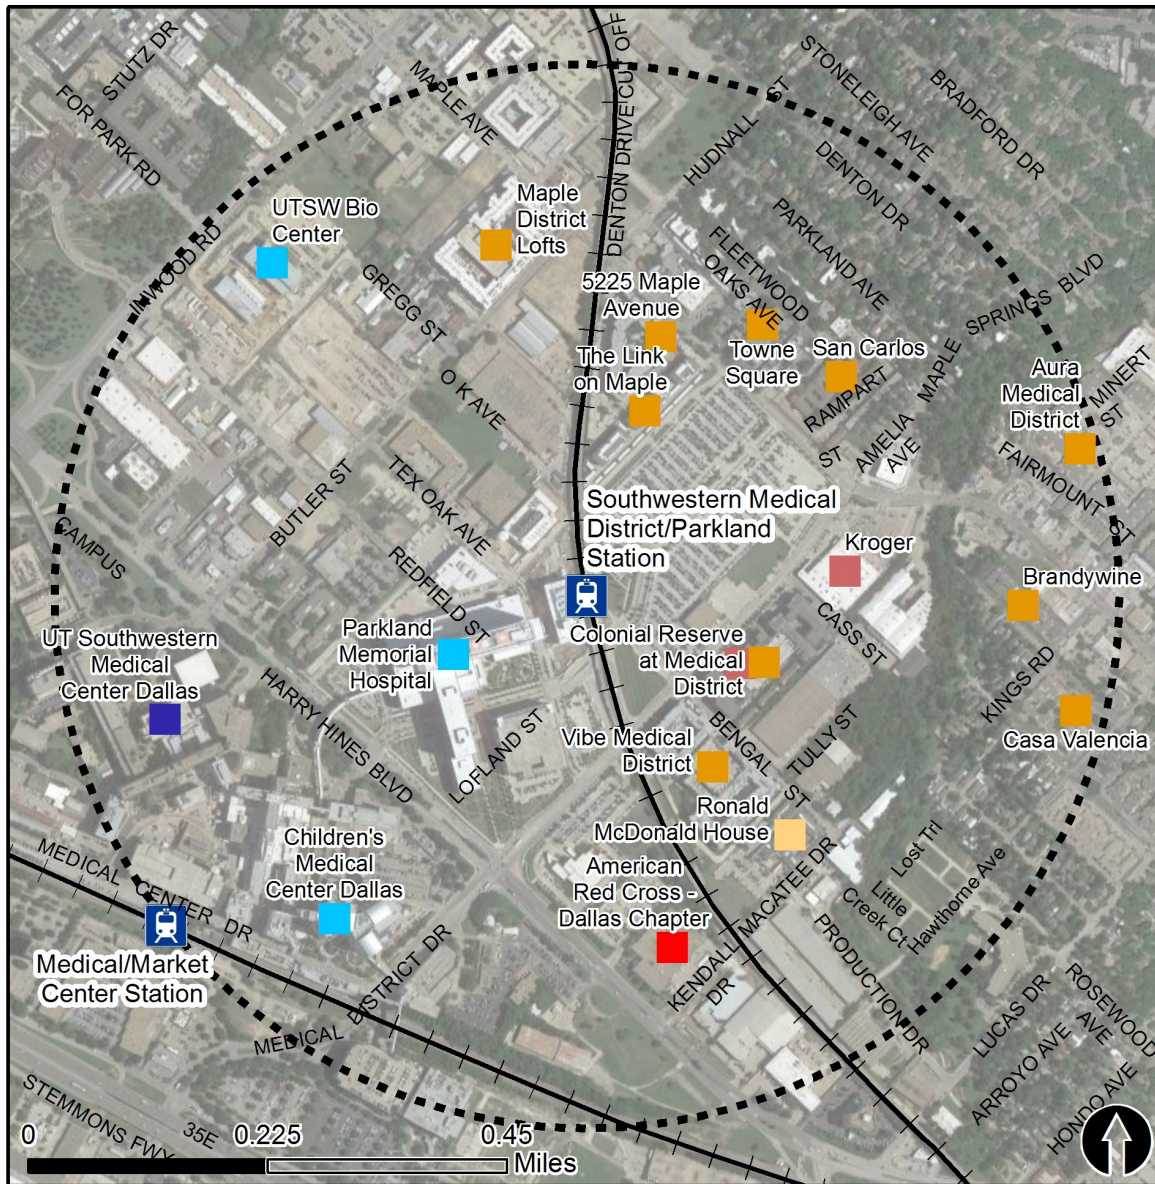 STUTZ DR
FOR PARK RD
MAPLE AVE
DENTON DRIVE CUT OFF
STONELEIGH AVE
BRADFORD DR
HUDNALL ST
DENTON DR
PARKLAND AVE
UTSW Bio
Center
Maple
District
Lofts
INWOOD RD
GREGG ST
FLEETWOOD
OAKS AVE
5225 Maple
Avenue
The Link
on Maple
Towne
Square
San Carlos
MAPLE SPRINGS BLVD
Aura
Medical
District
MINERT ST
RAMPART ST
AMELIA
AVE
FAIRMOUNT ST
O K AVE
BUTLER ST
TEX OAK AVE
CAMPUS
REDFIELD ST
Southwestern Medical
District/Parkland
Station
Kroger
Brandywine
CASS ST
UT Southwestern
Medical
Center Dallas
Parkland
Memorial
Hospital
Colonial Reserve
at Medical
District
KINGS RD
Casa Valencia
HARRY HINES BLVD
LOFLAND ST
Vibe Medical
District
BENGAL ST
TULLY ST
Ronald
McDonald House
Children's
Medical
Center Dallas
American
Red Cross -
Dallas Chapter
MEDICAL CENTER DR
Lost Trl
Little
Creek Ct
Hawthorne Ave
KENDALL DR
MACATEE DR
PRODUCTION DR
Medical/Market
Center Station
MEDICAL DISTRICT DR
LUCAS DR
ROSEWOOD
AVE
ARROYO AVE
HONDO AVE
STEMMONS FWY
35E
0 0.225 0.45
Miles